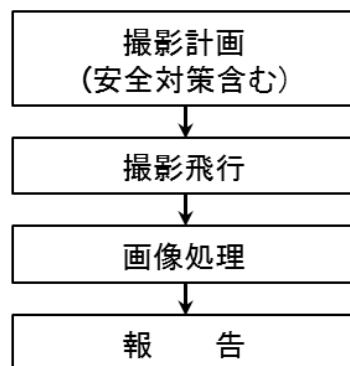 撮影計画
(安全対策含む)
撮影飛行
画像処理
報　　告